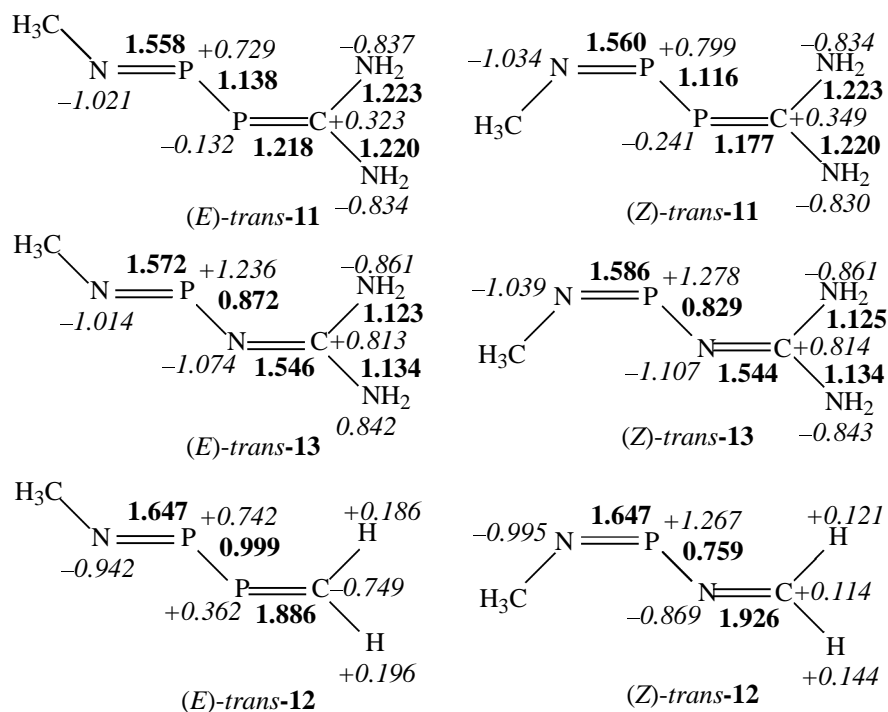 H₃C 1.558 +0.729 –0.837
N P NH₂
–1.021 1.138 1.223
P C +0.323
–0.132 1.218 1.220
NH₂
(E)-trans-11 –0.834
1.560 +0.799 –0.834
–1.034 N P NH₂
1.116 1.223
H₃C P C +0.349
–0.241 1.177 1.220
NH₂
(Z)-trans-11 –0.830
H₃C 1.572 +1.236 –0.861
N P NH₂
–1.014 0.872 1.123
N C +0.813
–1.074 1.546 1.134
NH₂
(E)-trans-13 0.842
1.586 +1.278 –0.861
–1.039 N P NH₂
0.829 1.125
H₃C N C +0.814
–1.107 1.544 1.134
NH₂
(Z)-trans-13 –0.843
H₃C 1.647 +0.742 +0.186
N P H
–0.942 0.999
P C –0.749
+0.362 1.886
H
+0.196
(E)-trans-12
1.647 +1.267 +0.121
–0.995 N P H
0.759
H₃C N C +0.114
–0.869 1.926
H
+0.144
(Z)-trans-12